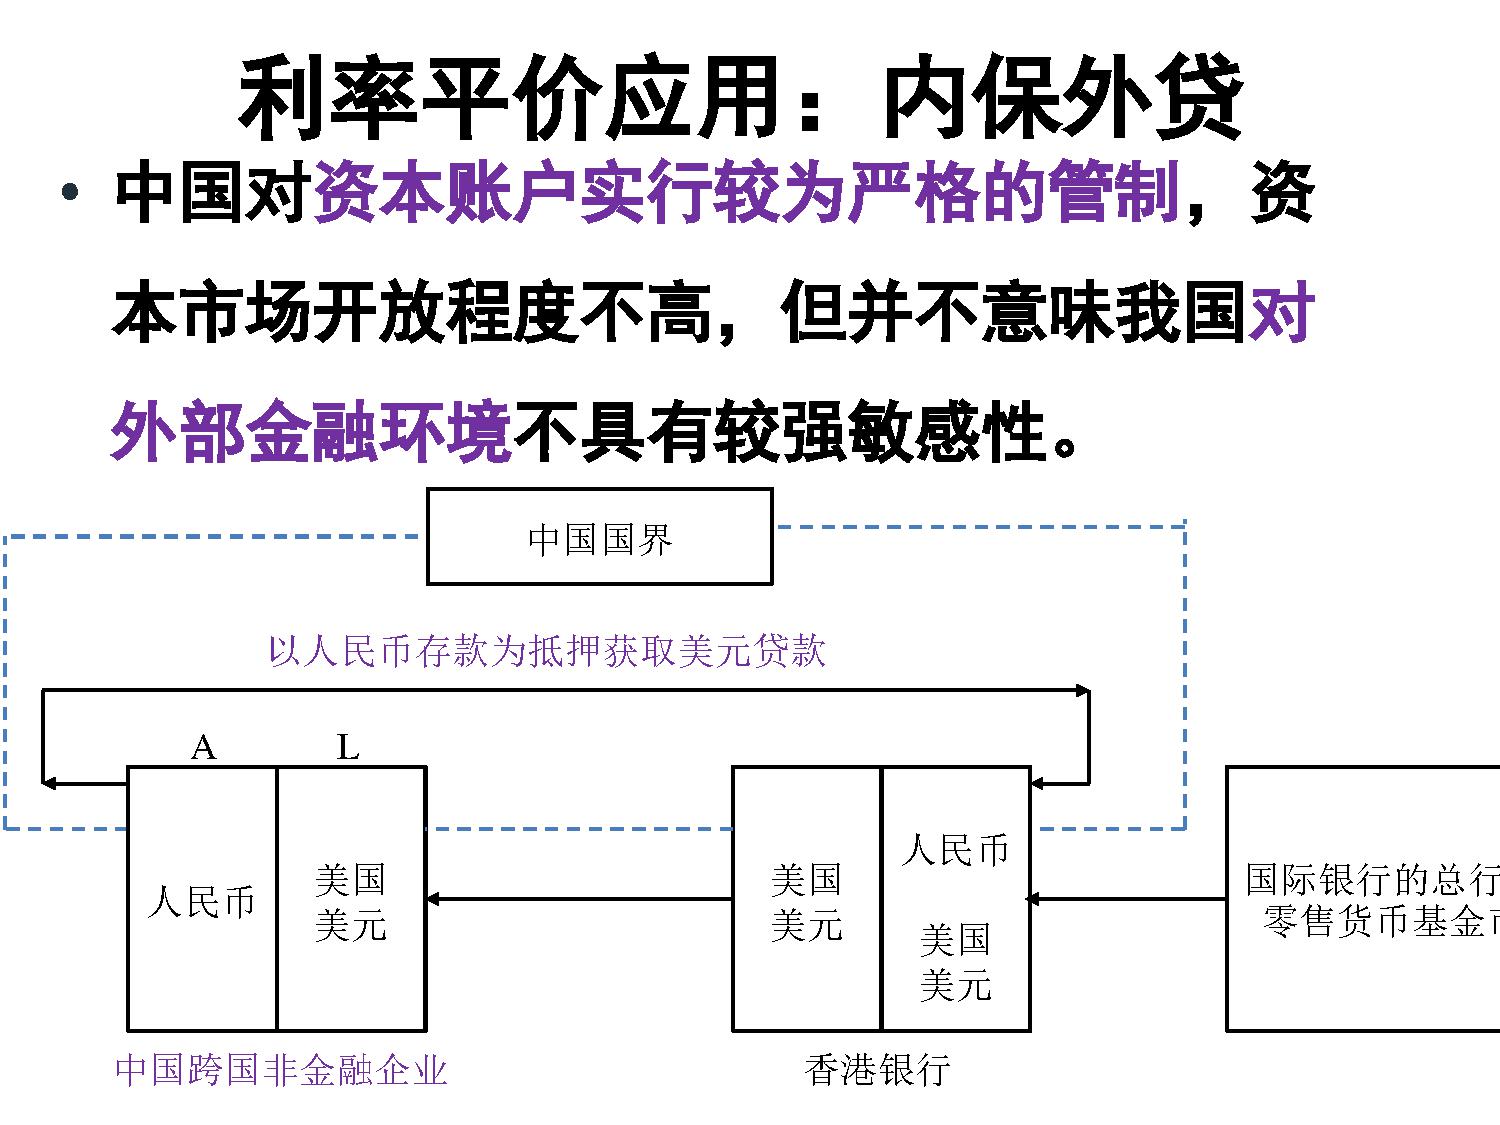 利率平价应用：内保外贷
• 中国对资本账户实行较为严格的管制，资
本市场开放程度不高，但并不意味我国对
外部金融环境不具有较强敏感性。
中国国界
以人民币存款为抵押获取美元贷款
A
L
人民币
美国
美元
美国
美元
人民币
美国
美元
国际银行的总行
零售货币基金市
中国跨国非金融企业
香港银行